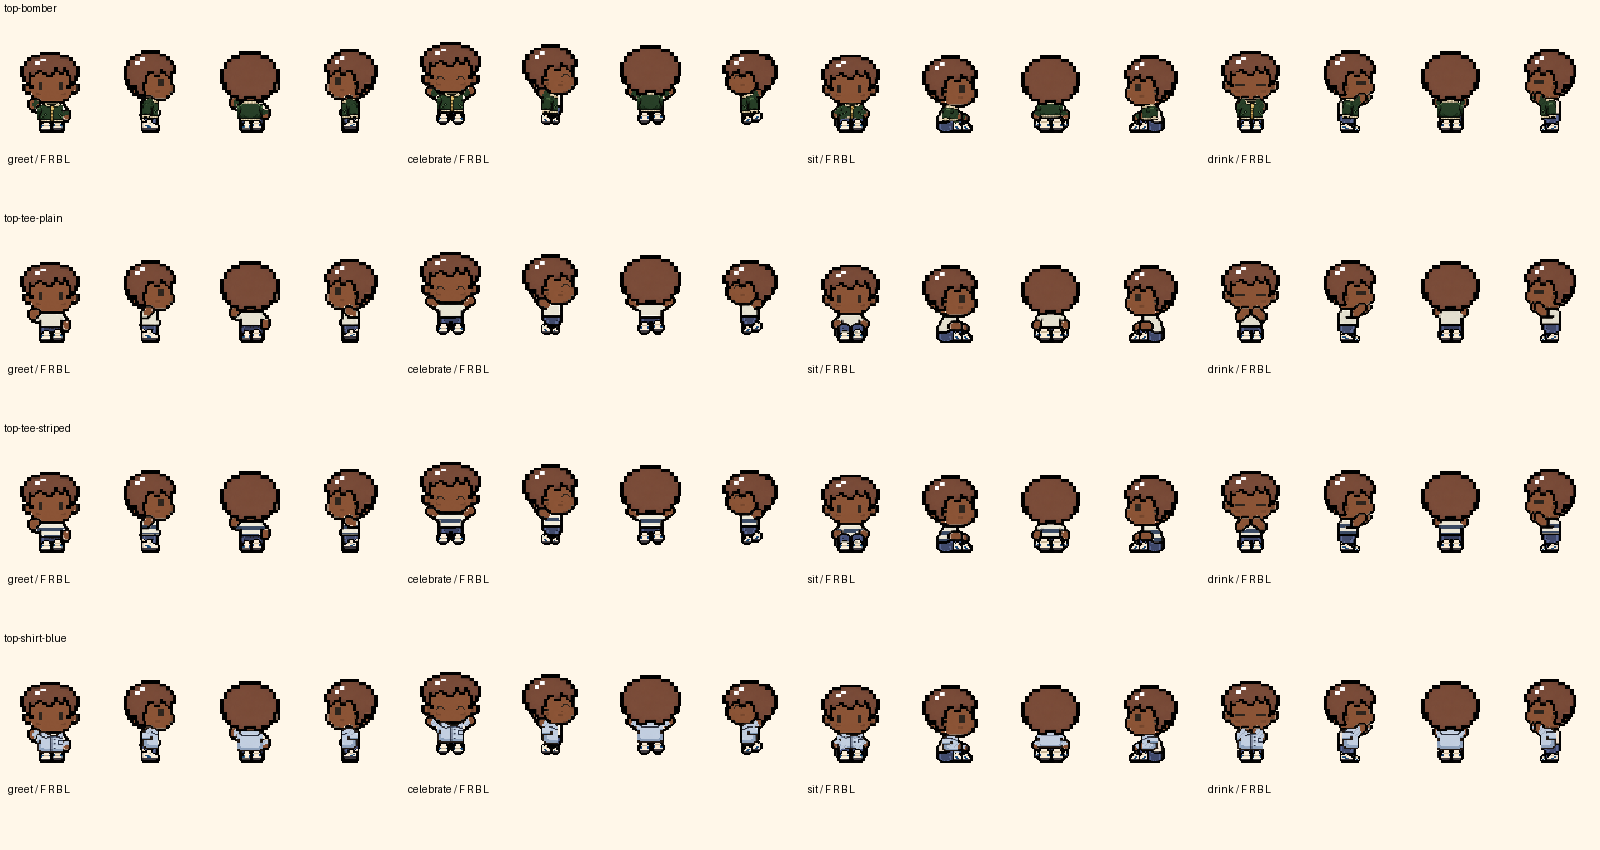 top-bomber
greet / F R B L
celebrate / F R B L
sit / F R B L
drink / F R B L
top-tee-plain
greet / F R B L
celebrate / F R B L
sit / F R B L
drink / F R B L
top-tee-striped
greet / F R B L
celebrate / F R B L
sit / F R B L
drink / F R B L
top-shirt-blue
greet / F R B L
celebrate / F R B L
sit / F R B L
drink / F R B L